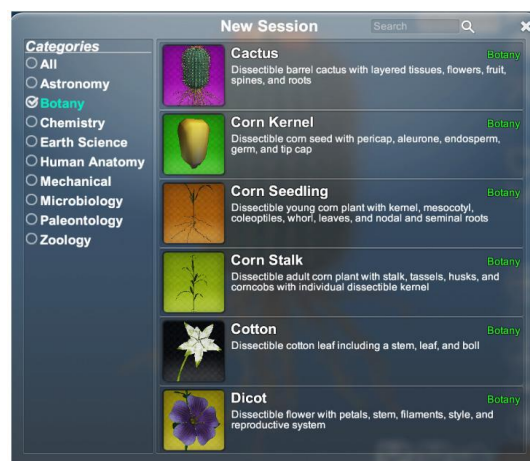 New Session
Search
Categories
All
Astronomy
Botany
Chemistry
Earth Science
Human Anatomy
Mechanical
Microbiology
Paleontology
Zoology
Cactus
Botany
Dissectible barrel cactus with layered tissues, flowers, fruit,
spines, and roots
Corn Kernel
Botany
Dissectible corn seed with pericap, aleurone, endosperm,
germ, and tip cap
Corn Seedling
Botany
Dissectible young corn plant with kernel, mesocotyl,
coleoptiles, whorl, leaves, and nodal and seminal roots
Corn Stalk
Botany
Dissectible adult corn plant with stalk, tassels, husks, and
corncobs with individual dissectible kernel
Cotton
Botany
Dissectible cotton leaf including a stem, leaf, and boll
Dicot
Botany
Dissectible flower with petals, stem, filaments, style, and
reproductive system